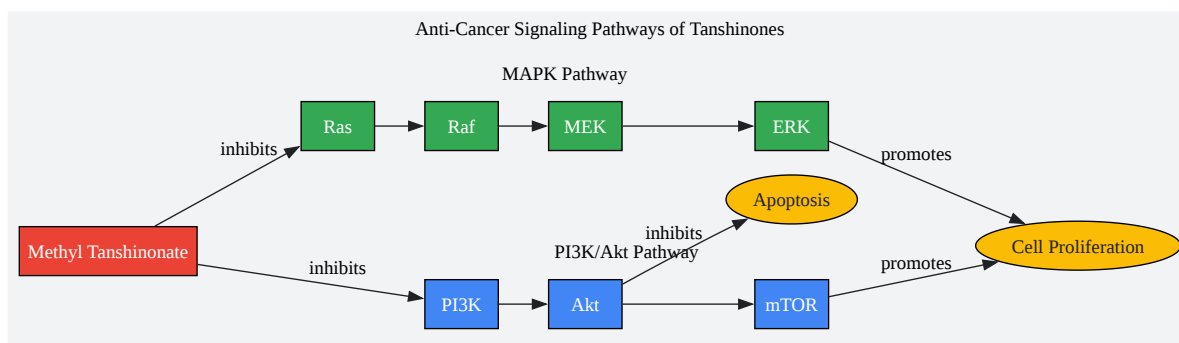 Anti-Cancer Signaling Pathways of Tanshinones
MAPK Pathway
Ras
Raf
MEK
ERK
inhibits
promotes
Apoptosis
inhibits
Methyl Tanshinonate
PI3K/Akt Pathway
Cell Proliferation
inhibits
promotes
PI3K
Akt
mTOR